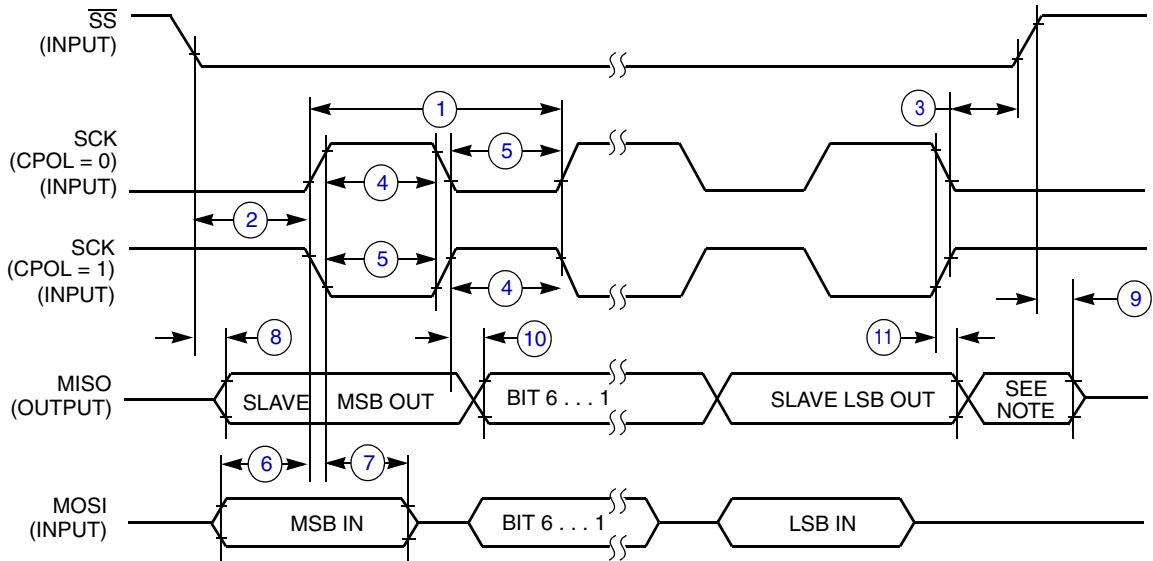 SS
(INPUT)
1
3
SCK
(CPOL = 0)
(INPUT)
5
4
2
SCK
(CPOL = 1)
(INPUT)
5
4
9
8
10
11
MISO
(OUTPUT)
SLAVE MSB OUT
BIT 6 . . . 1
SLAVE LSB OUT
SEE
NOTE
6
7
MOSI
(INPUT)
MSB IN
BIT 6 . . . 1
LSB IN